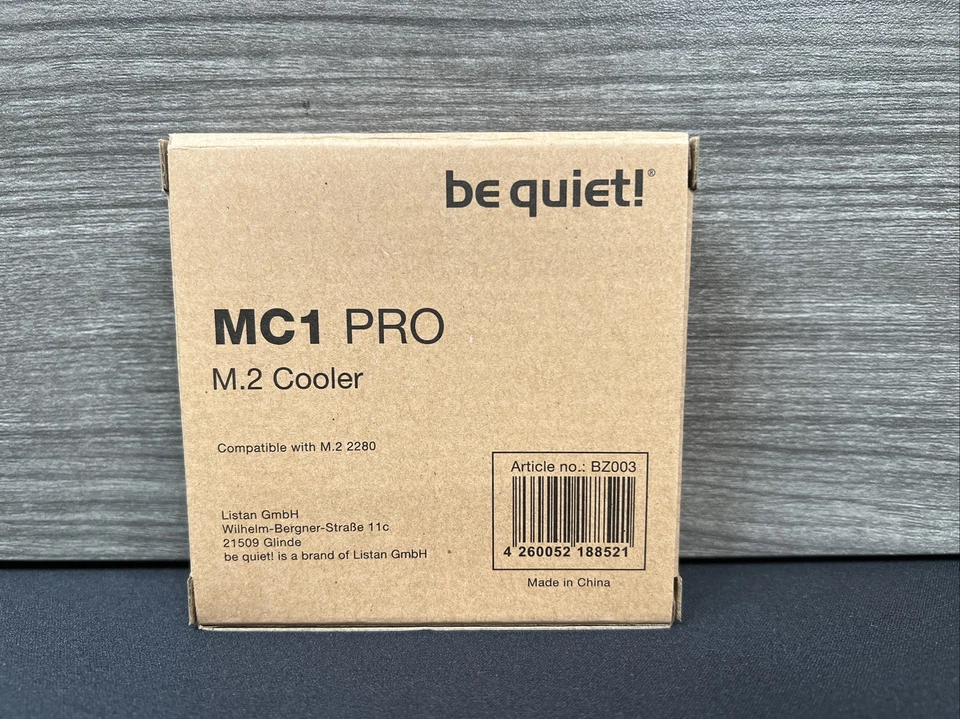 be quiet!®
MC1 PRO
M.2 Cooler
Compatible with M.2 2280
Listan GmbH
Wilhelm-Bergner-Straße 11c
21509 Glinde
be quiet! is a brand of Listan GmbH
Article no.: BZ003
4 260052 188521
Made in China